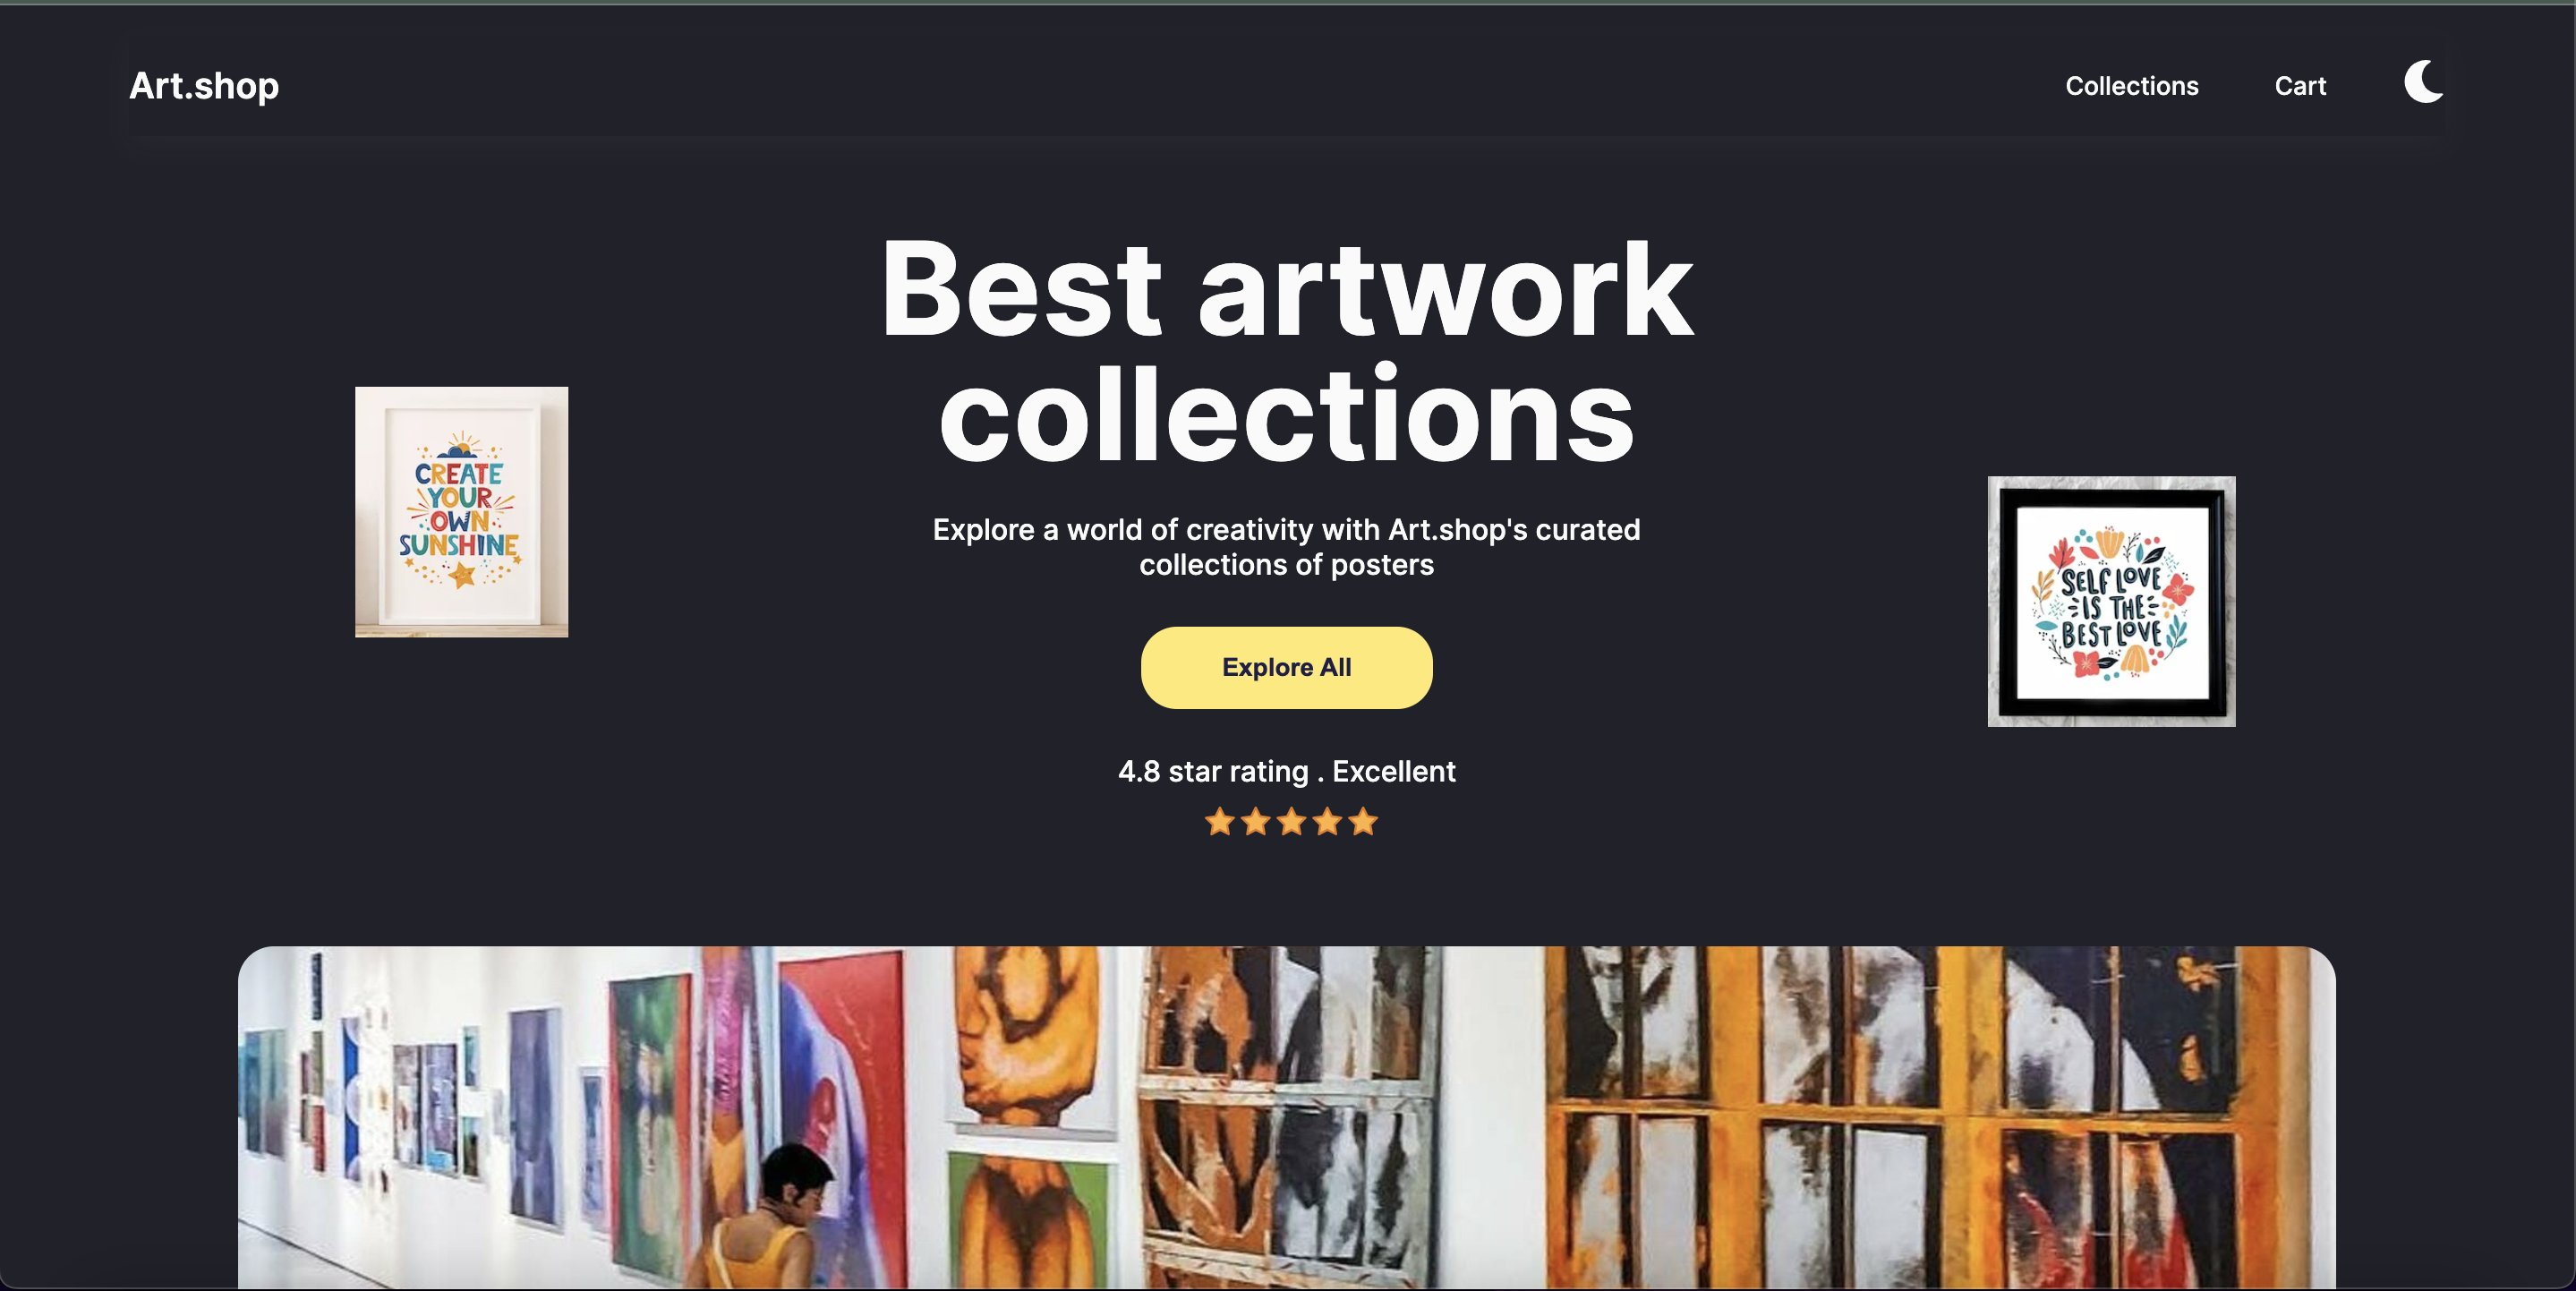 Art.shop
Collections
Cart
Best artwork
collections
Explore a world of creativity with Art.shop's curated
collections of posters
Explore All
4.8 star rating . Excellent
CREATE
YOUR
OWN
SUNSHINE
SELF LOVE
IS THE
BEST LOVE